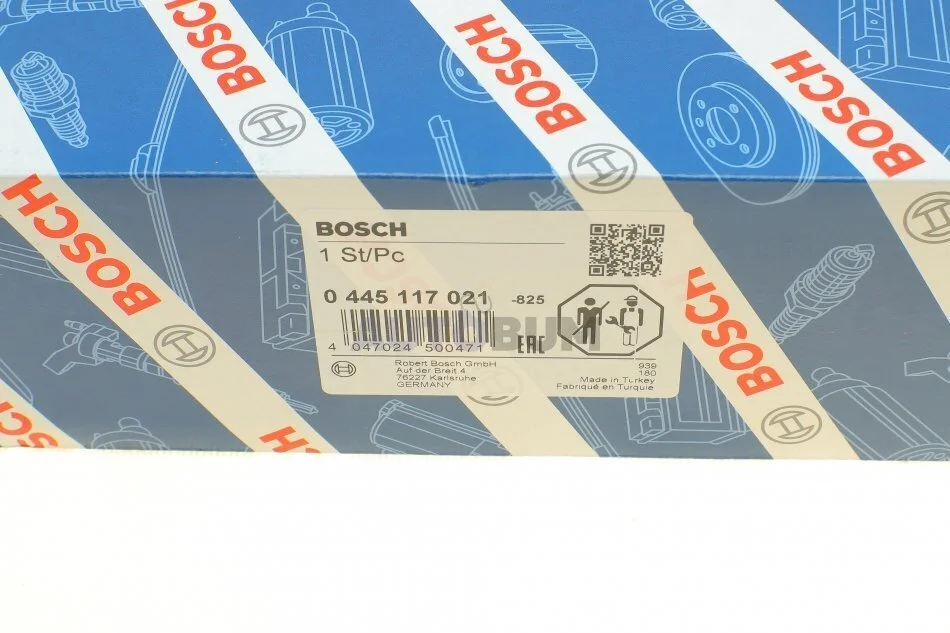 BOSCH
BOSCH
BOSCH
BOSCH
BOSCH
BOSCH
BOSCH
1 St/Pc
0 445 117 021 -825
4 047024 500471
EAC
Robert Bosch GmbH
Auf der Breit 4
76227 Karlsruhe
GERMANY
939
180
Made in Turkey
Fabriqué en Turquie
BOSCH